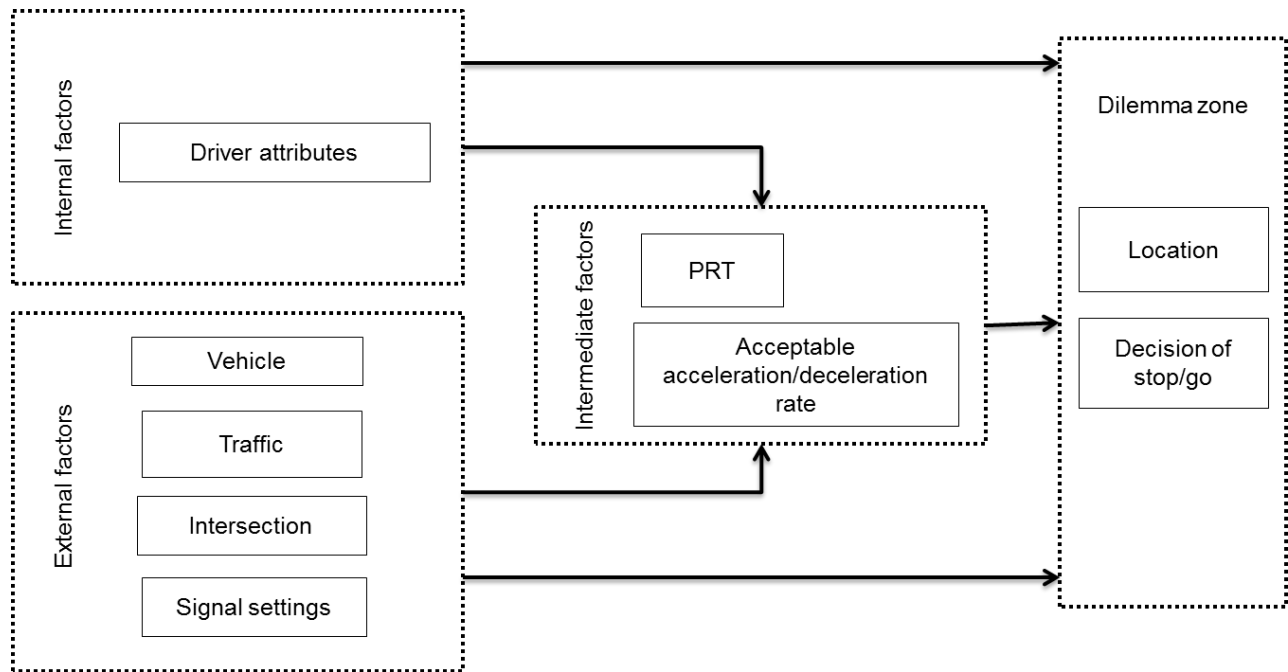 Internal factors
Driver attributes
External factors
Vehicle
Traffic
Intersection
Signal settings
Intermediate factors
PRT
Acceptable
acceleration/deceleration
rate
Dilemma zone
Location
Decision of
stop/go